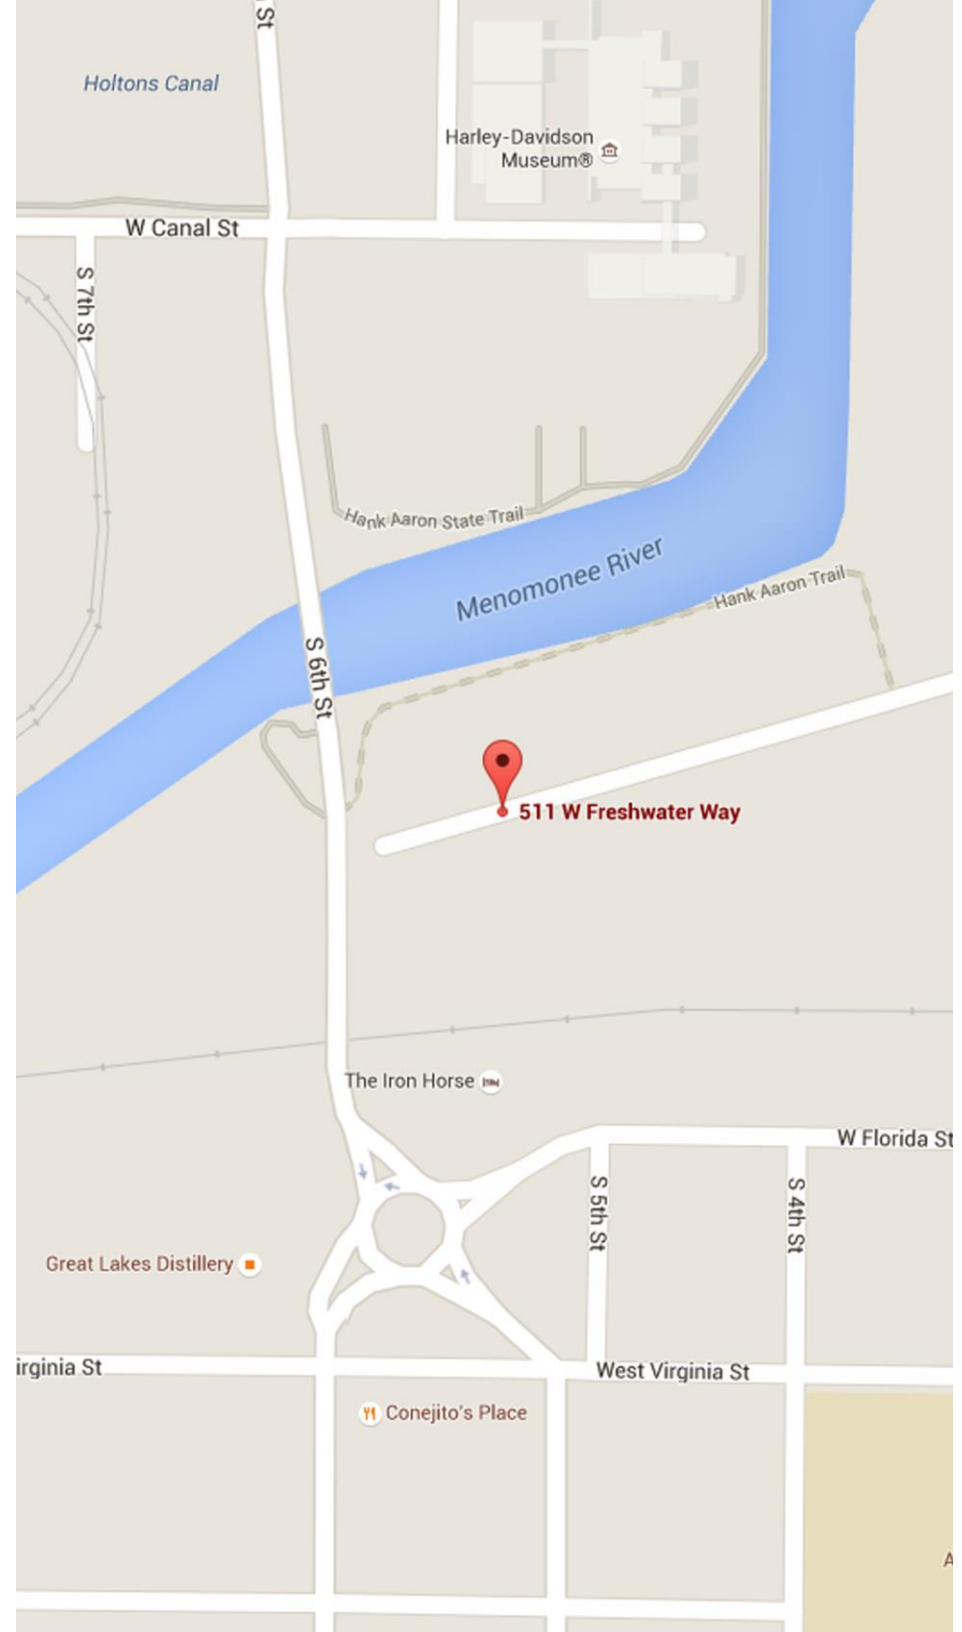 St
Holtons Canal
Harley-Davidson
Museum®
W Canal St
S 7th St
Hank Aaron State Trail
Menomonee River
Hank Aaron Trail
S 6th St
511 W Freshwater Way
The Iron Horse
W Florida St
S 5th St
S 4th St
Great Lakes Distillery
irginia St
West Virginia St
Conejito's Place
A